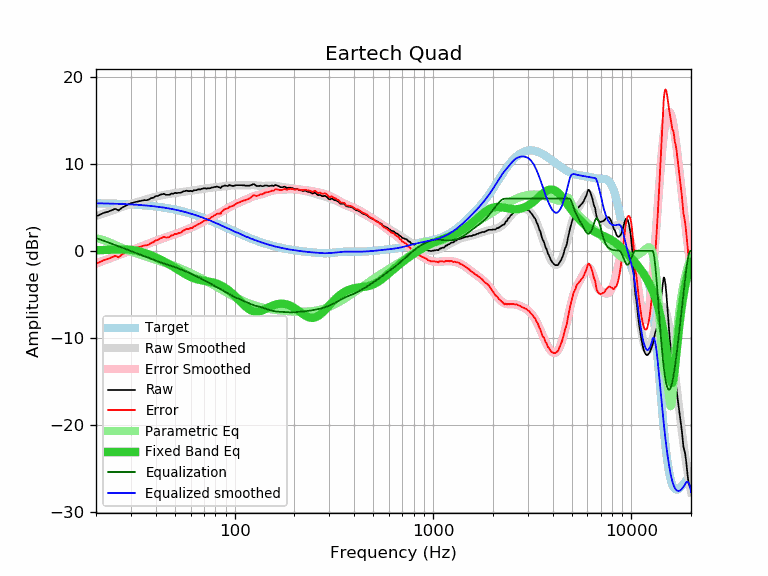 Eartech Quad
Amplitude (dBr)
20
10
0
−10
−20
−30
Target
Raw Smoothed
Error Smoothed
Raw
Error
Parametric Eq
Fixed Band Eq
Equalization
Equalized smoothed
100
1000
10000
Frequency (Hz)